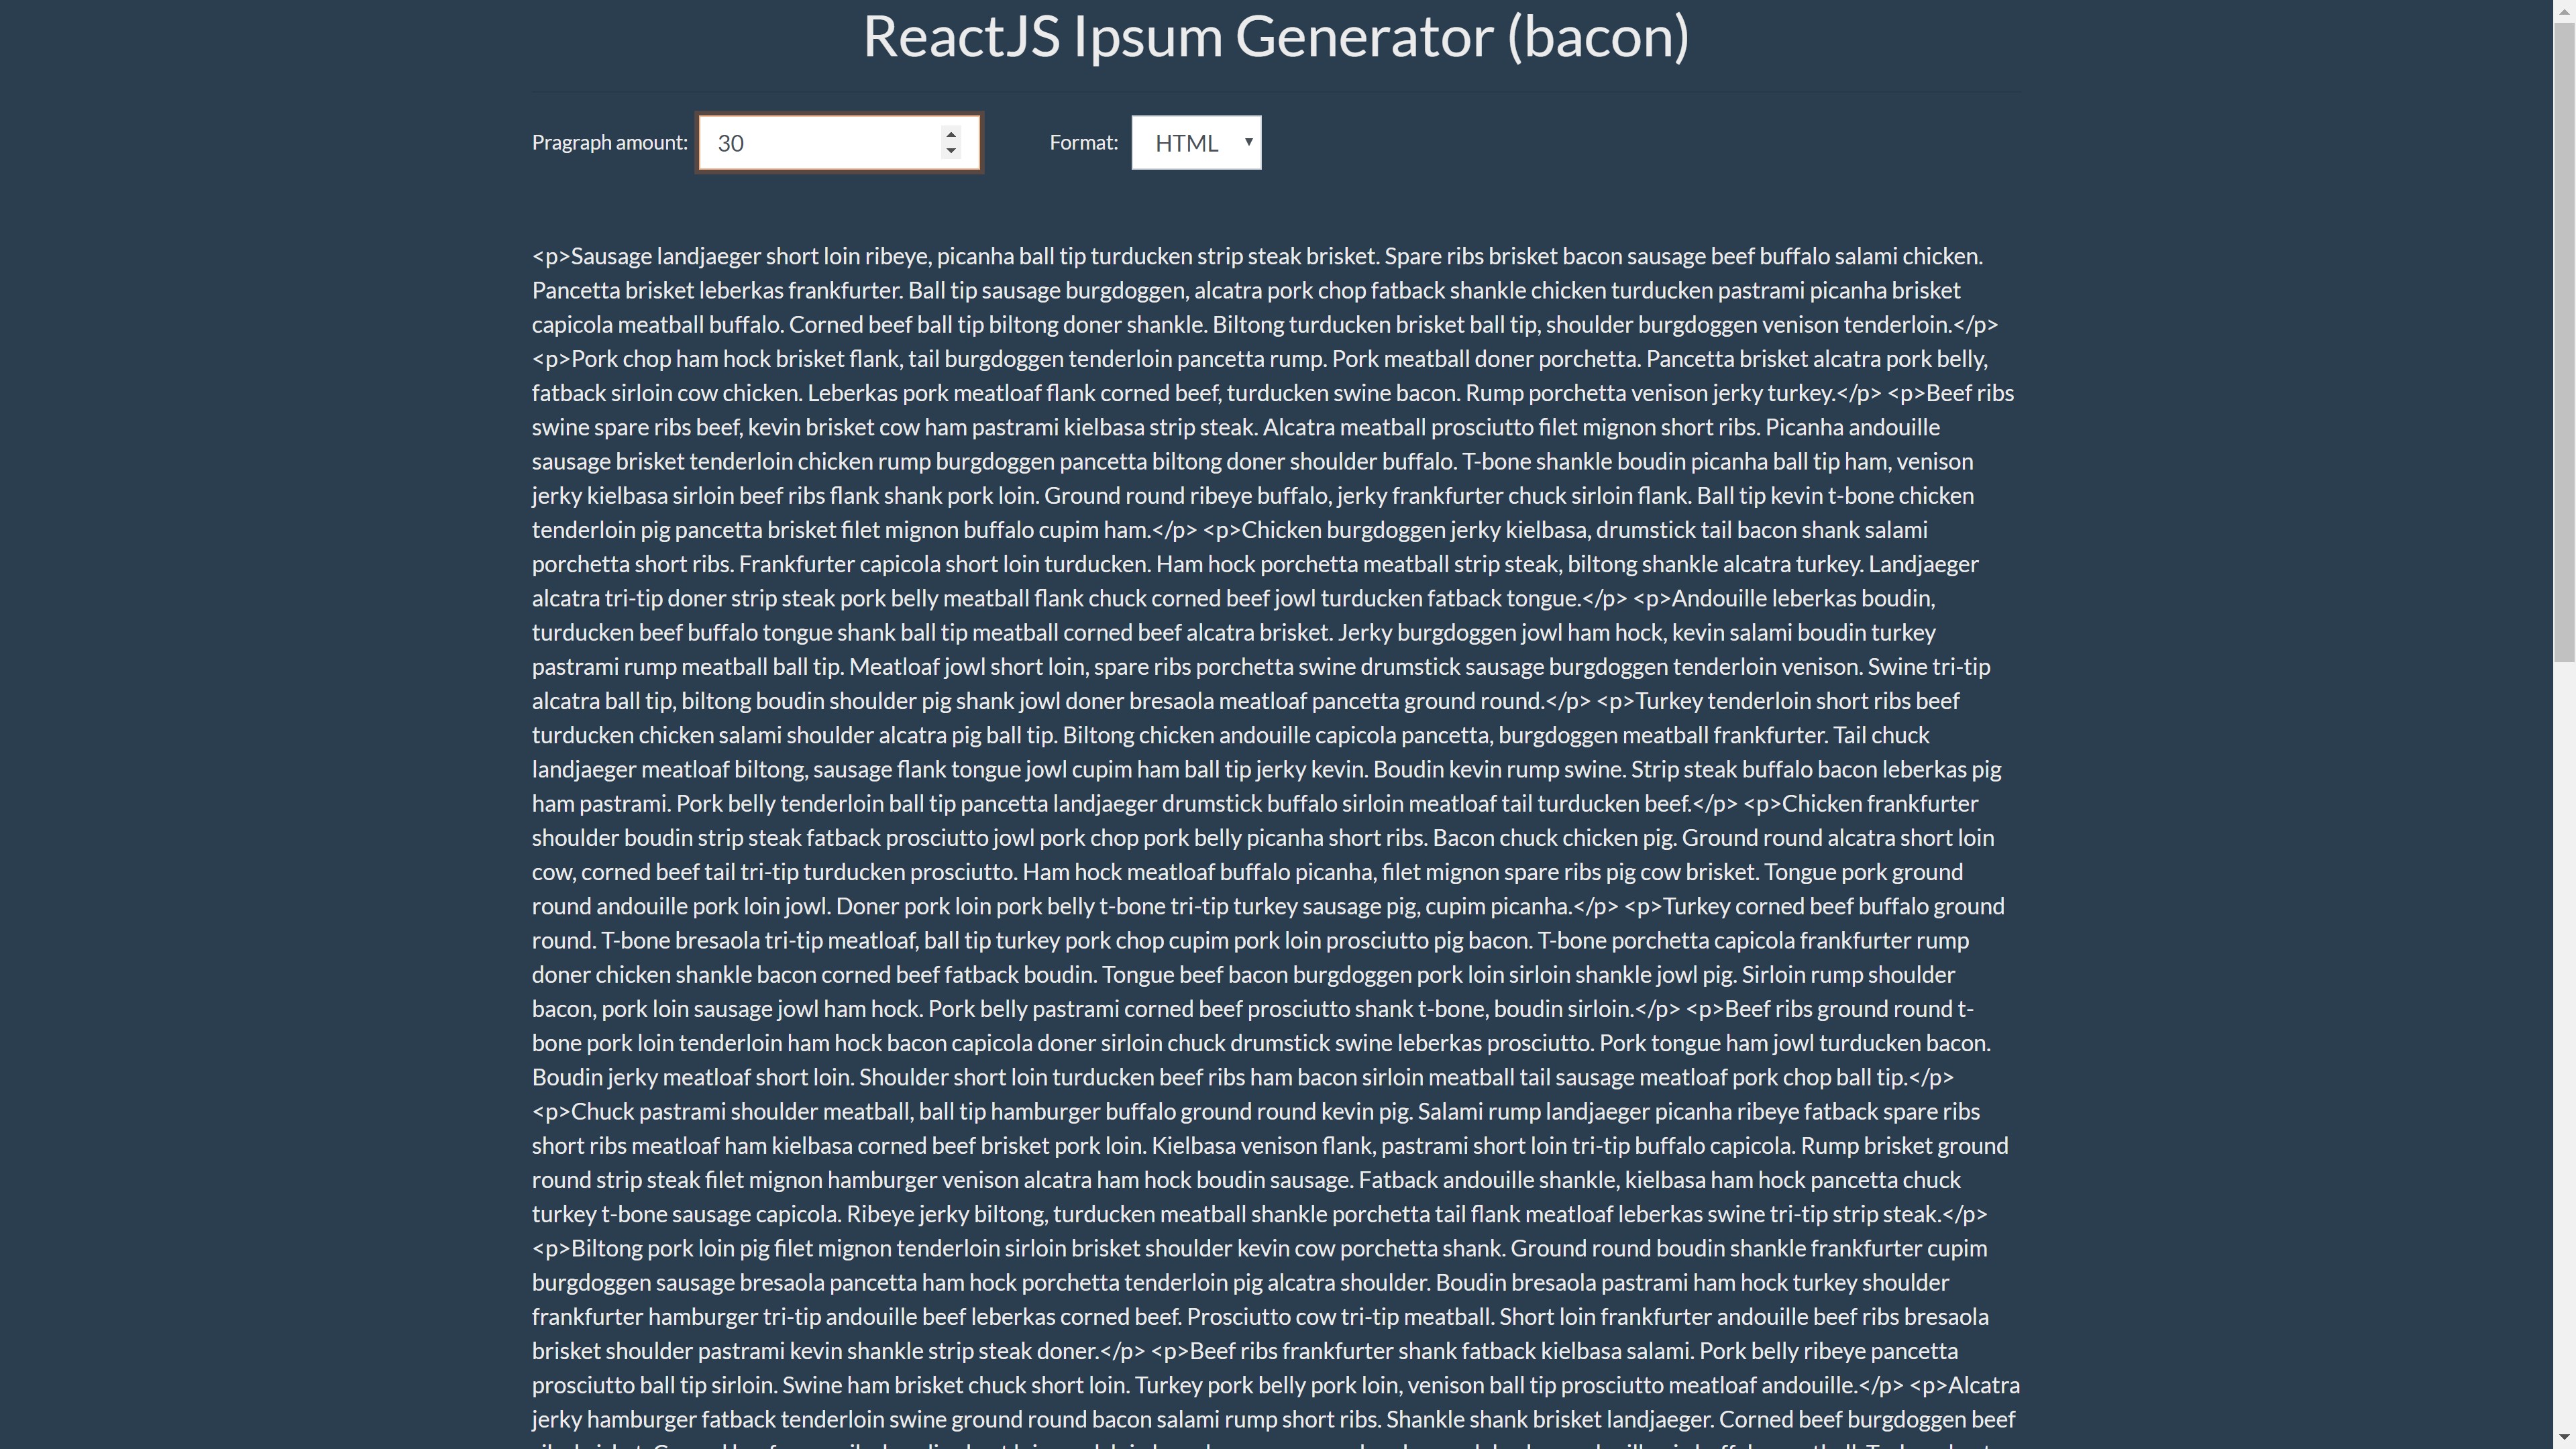 ReactJS Ipsum Generator (bacon)
Pragraph amount: 30 Format: HTML
<p>Sausage landjaeger short loin ribeye, picanha ball tip turducken strip steak brisket. Spare ribs brisket bacon sausage beef buffalo salami chicken.
Pancetta brisket leberkas frankfurter. Ball tip sausage burgdoggen, alcatra pork chop fatback shankle chicken turducken pastrami picanha brisket
capicola meatball buffalo. Corned beef ball tip biltong doner shankle. Biltong turducken brisket ball tip, shoulder burgdoggen venison tenderloin.</p>
<p>Pork chop ham hock brisket flank, tail burgdoggen tenderloin pancetta rump. Pork meatball doner porchetta. Pancetta brisket alcatra pork belly,
fatback sirloin cow chicken. Leberkas pork meatloaf flank corned beef, turducken swine bacon. Rump porchetta venison jerky turkey.</p> <p>Beef ribs
swine spare ribs beef, kevin brisket cow ham pastrami kielbasa strip steak. Alcatra meatball prosciutto filet mignon short ribs. Picanha andouille
sausage brisket tenderloin chicken rump burgdoggen pancetta biltong doner shoulder buffalo. T-bone shankle boudin picanha ball tip ham, venison
jerky kielbasa sirloin beef ribs flank shank pork loin. Ground round ribeye buffalo, jerky frankfurter chuck sirloin flank. Ball tip kevin t-bone chicken
tenderloin pig pancetta brisket filet mignon buffalo cupim ham.</p> <p>Chicken burgdoggen jerky kielbasa, drumstick tail bacon shank salami
porchetta short ribs. Frankfurter capicola short loin turducken. Ham hock porchetta meatball strip steak, biltong shankle alcatra turkey. Landjaeger
alcatra tri-tip doner strip steak pork belly meatball flank chuck corned beef jowl turducken fatback tongue.</p> <p>Andouille leberkas boudin,
turducken beef buffalo tongue shank ball tip meatball corned beef alcatra brisket. Jerky burgdoggen jowl ham hock, kevin salami boudin turkey
pastrami rump meatball ball tip. Meatloaf jowl short loin, spare ribs porchetta swine drumstick sausage burgdoggen tenderloin venison. Swine tri-tip
alcatra ball tip, biltong boudin shoulder pig shank jowl doner bresaola meatloaf pancetta ground round.</p> <p>Turkey tenderloin short ribs beef
turducken chicken salami shoulder alcatra pig ball tip. Biltong chicken andouille capicola pancetta, burgdoggen meatball frankfurter. Tail chuck
landjaeger meatloaf biltong, sausage flank tongue jowl cupim ham ball tip jerky kevin. Boudin kevin rump swine. Strip steak buffalo bacon leberkas pig
ham pastrami. Pork belly tenderloin ball tip pancetta landjaeger drumstick buffalo sirloin meatloaf tail turducken beef.</p> <p>Chicken frankfurter
shoulder boudin strip steak fatback prosciutto jowl pork chop pork belly picanha short ribs. Bacon chuck chicken pig. Ground round alcatra short loin
cow, corned beef tail tri-tip turducken prosciutto. Ham hock meatloaf buffalo picanha, filet mignon spare ribs pig cow brisket. Tongue pork ground
round andouille pork loin jowl. Doner pork loin pork belly t-bone tri-tip turkey sausage pig, cupim picanha.</p> <p>Turkey corned beef buffalo ground
round. T-bone bresaola tri-tip meatloaf, ball tip turkey pork chop cupim pork loin prosciutto pig bacon. T-bone porchetta capicola frankfurter rump
doner chicken shankle bacon corned beef fatback boudin. Tongue beef bacon burgdoggen pork loin sirloin shankle jowl pig. Sirloin rump shoulder
bacon, pork loin sausage jowl ham hock. Pork belly pastrami corned beef prosciutto shank t-bone, boudin sirloin.</p> <p>Beef ribs ground round t-
bone pork loin tenderloin ham hock bacon capicola doner sirloin chuck drumstick swine leberkas prosciutto. Pork tongue ham jowl turducken bacon.
Boudin jerky meatloaf short loin. Shoulder short loin turducken beef ribs ham bacon sirloin meatball tail sausage meatloaf pork chop ball tip.</p>
<p>Chuck pastrami shoulder meatball, ball tip hamburger buffalo ground round kevin pig. Salami rump landjaeger picanha ribeye fatback spare ribs
short ribs meatloaf ham kielbasa corned beef brisket pork loin. Kielbasa venison flank, pastrami short loin tri-tip buffalo capicola. Rump brisket ground
round strip steak filet mignon hamburger venison alcatra ham hock boudin sausage. Fatback andouille shankle, kielbasa ham hock pancetta chuck
turkey t-bone sausage capicola. Ribeye jerky biltong, turducken meatball shankle porchetta tail flank meatloaf leberkas swine tri-tip strip steak.</p>
<p>Biltong pork loin pig filet mignon tenderloin sirloin brisket shoulder kevin cow porchetta shank. Ground round boudin shankle frankfurter cupim
burgdoggen sausage bresaola pancetta ham hock porchetta tenderloin pig alcatra shoulder. Boudin bresaola pastrami ham hock turkey shoulder
frankfurter hamburger tri-tip andouille beef leberkas corned beef. Prosciutto cow tri-tip meatball. Short loin frankfurter andouille beef ribs bresaola
brisket shoulder pastrami kevin shankle strip steak doner.</p> <p>Beef ribs frankfurter shank fatback kielbasa salami. Pork belly ribeye pancetta
prosciutto ball tip sirloin. Swine ham brisket chuck short loin. Turkey pork belly pork loin, venison ball tip prosciutto meatloaf andouille.</p> <p>Alcatra
jerky hamburger fatback tenderloin swine ground round bacon salami rump short ribs. Shankle shank brisket landjaeger. Corned beef burgdoggen beef